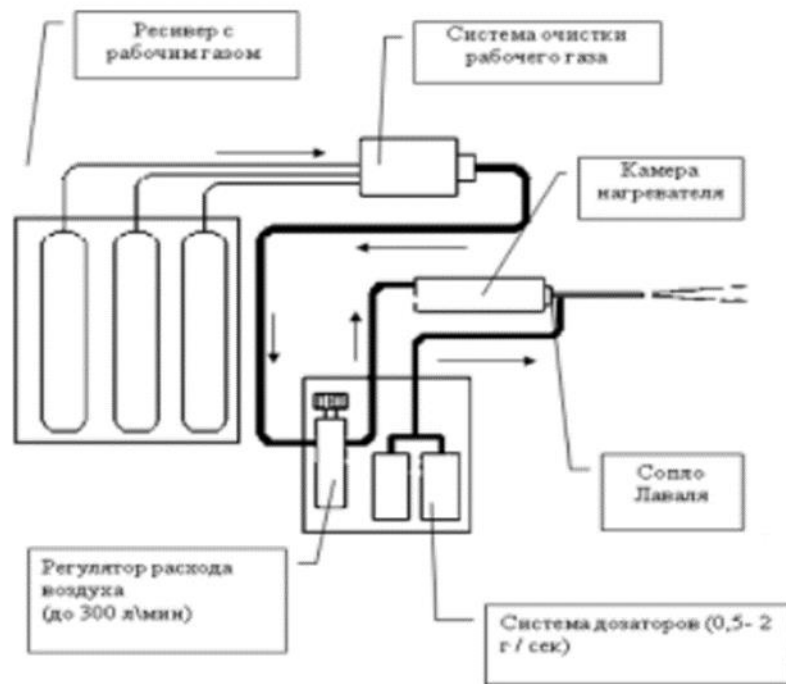 Ресивер с
рабочим газом
Система очистки
рабочего газа
Камера
нагревателя
Сопло
Лаваля
Регулятор расхода
воздуха
(до 300 л\мин)
Система дозаторов (0,5- 2
г / сек)